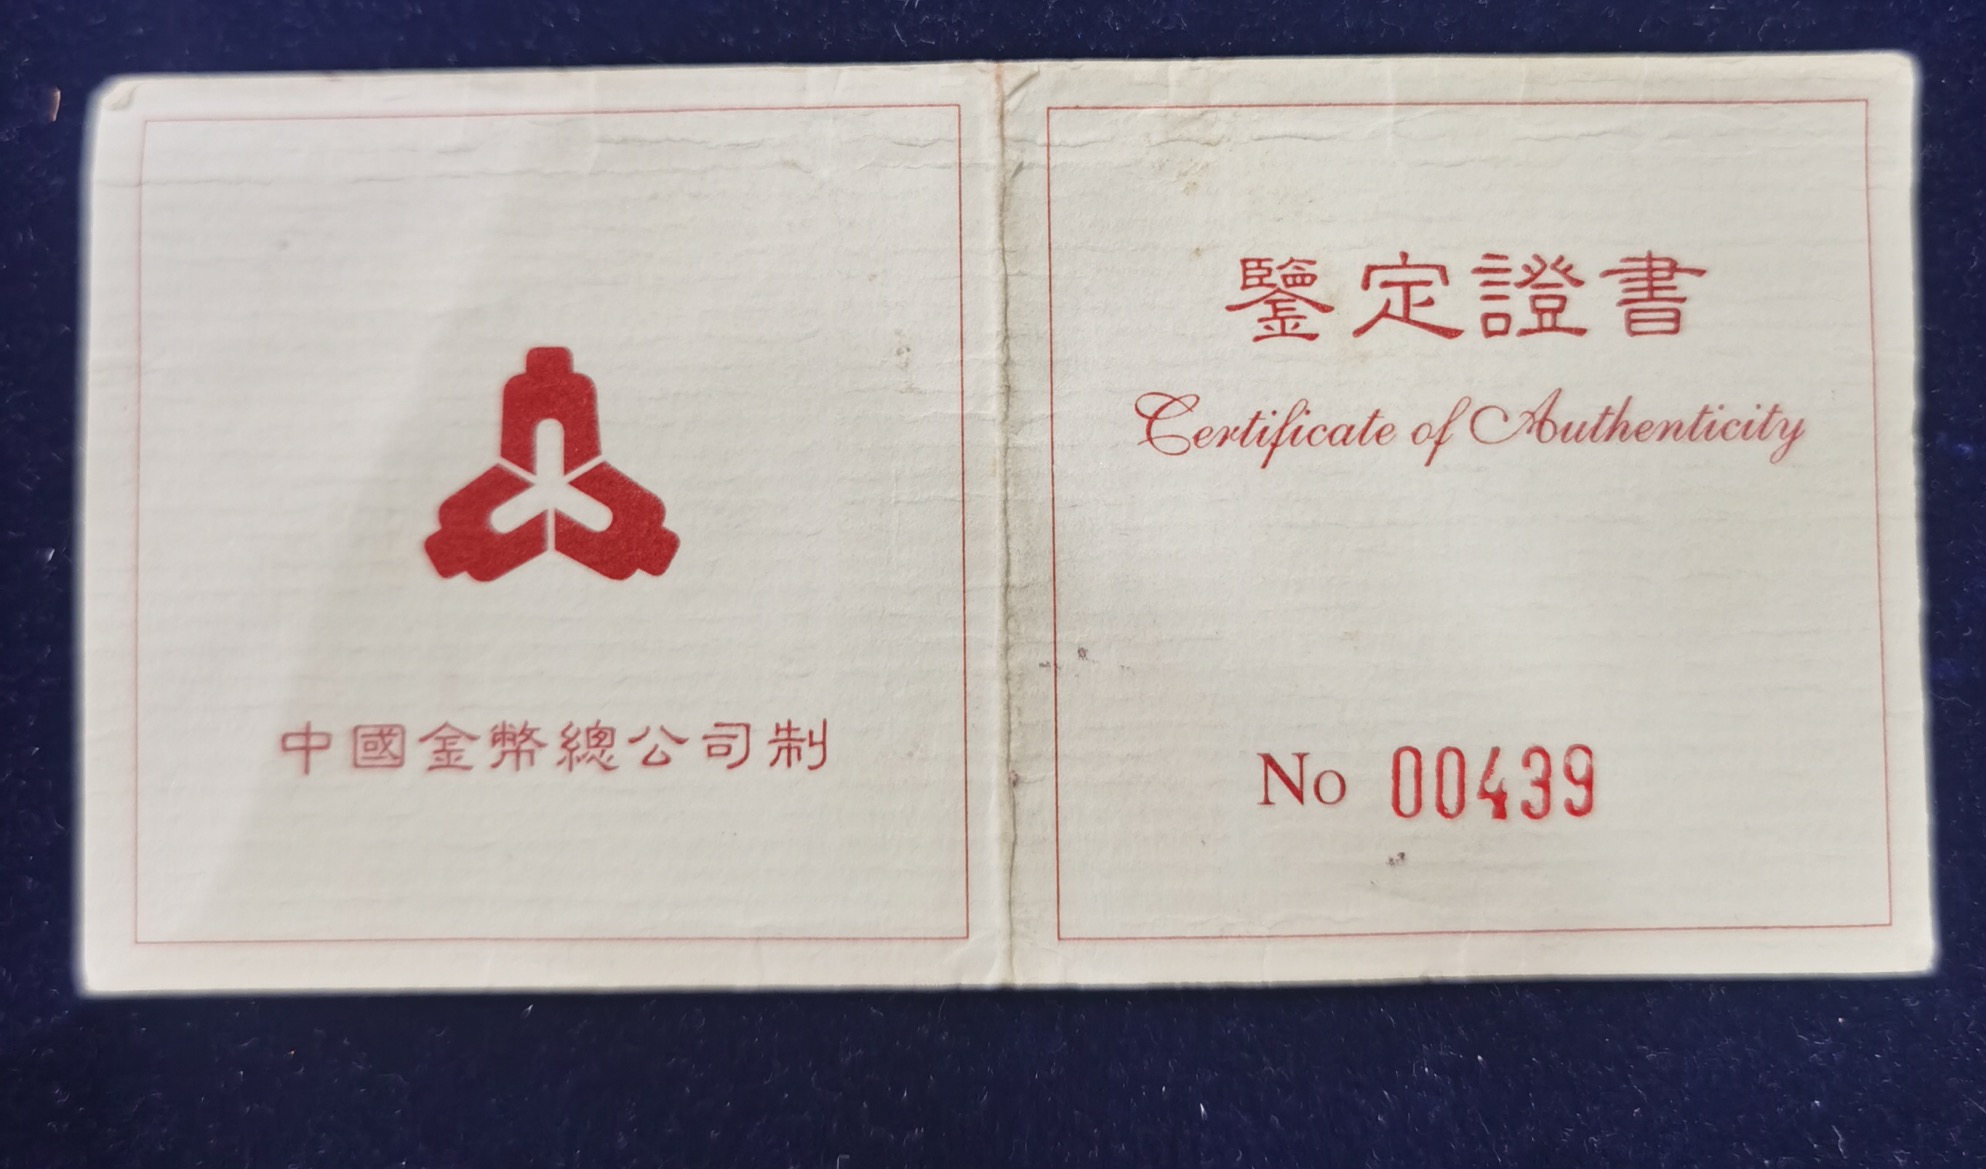 中國金幣總公司制
鑒定證書
Certificate of Authenticity
No 00439